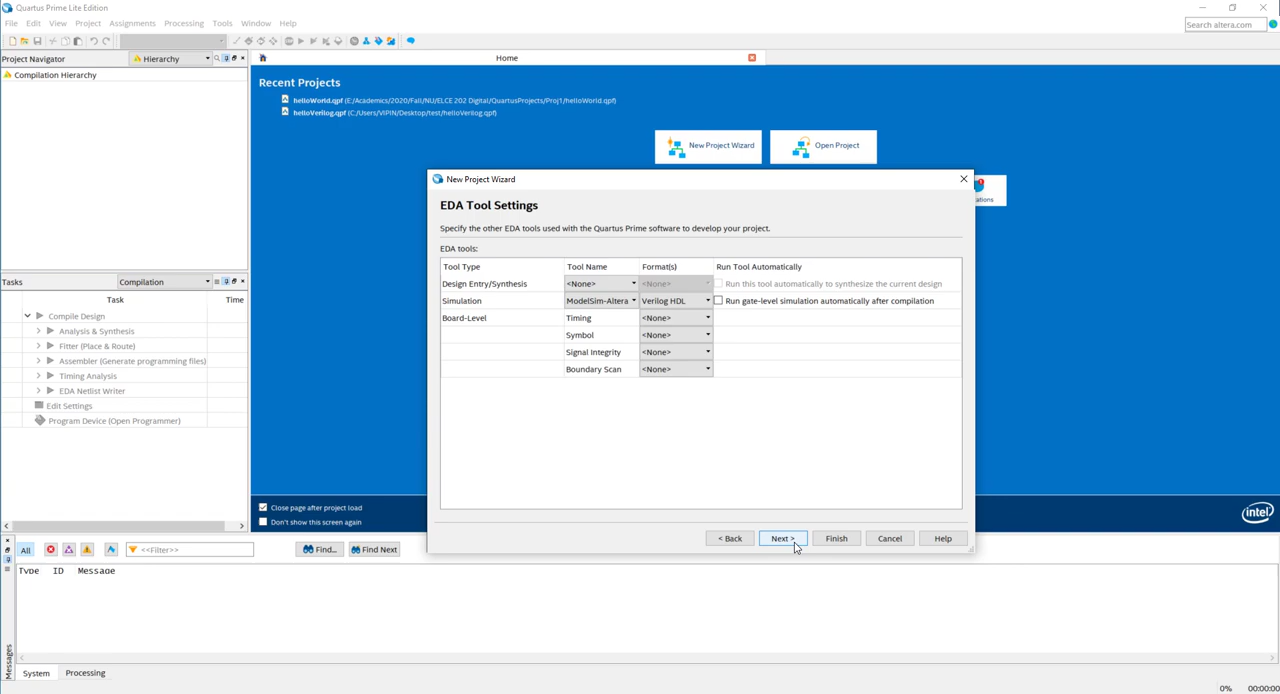 Quartus Prime Lite Edition
File Edit View Project Assignments Processing Tools Window Help
Search altera.com
Project Navigator Hierarchy
Compilation Hierarchy
Home
Recent Projects
helloWorld.qpf (E:/Academics/2020/Fall/NU/ELCE 202 Digital/QuartusProjects/Proj1/helloWorld.qpf)
helloVerilog.qpf (C:/Users/VIPIN/Desktop/test/helloVerilog.qpf)
New Project Wizard Open Project
ations
New Project Wizard
EDA Tool Settings
Specify the other EDA tools used with the Quartus Prime software to develop your project.
EDA tools:
Tool Type Tool Name Format(s) Run Tool Automatically
Design Entry/Synthesis <None> <None> Run this tool automatically to synthesize the current design
Simulation ModelSim-Altera Verilog HDL Run gate-level simulation automatically after compilation
Board-Level Timing <None>
Symbol <None>
Signal Integrity <None>
Boundary Scan <None>
< Back Next > Finish Cancel Help
Tasks Compilation
Task Time
Compile Design
Analysis & Synthesis
Fitter (Place & Route)
Assembler (Generate programming files)
Timing Analysis
EDA Netlist Writer
Edit Settings
Program Device (Open Programmer)
Close page after project load
Don't show this screen again
intel
All <<Filter>> Find... Find Next
Type ID Message
Messages
System Processing
0% 00:00:00